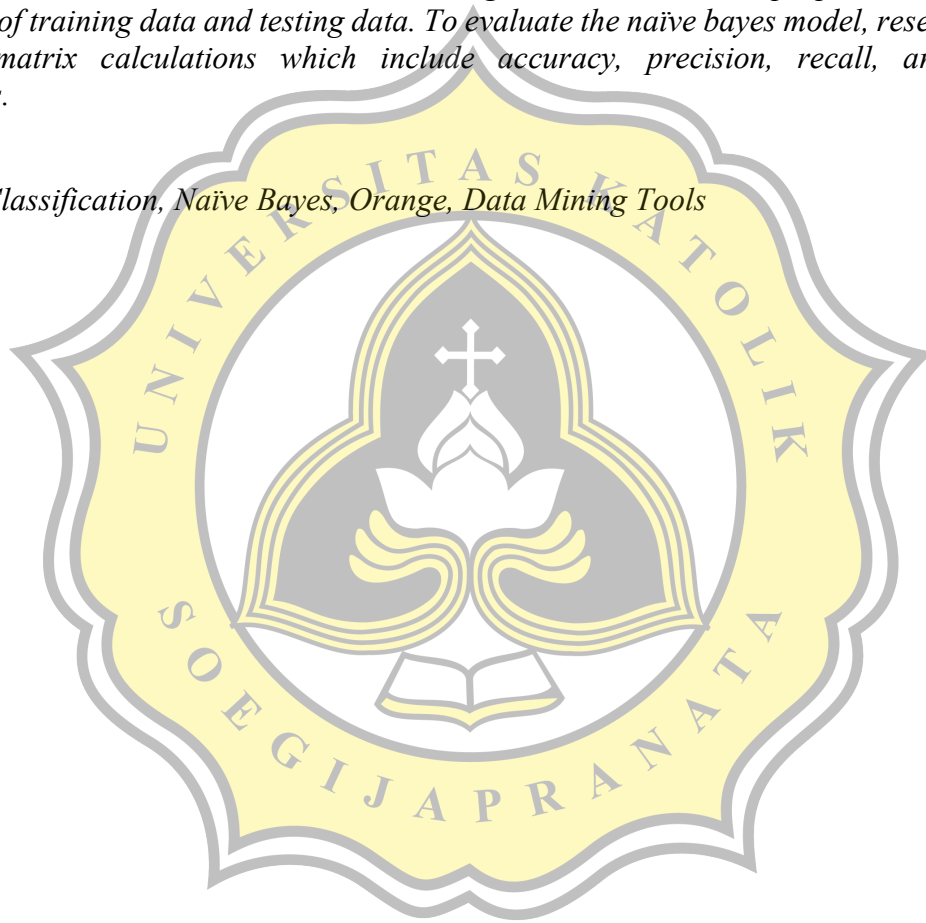 of training data and testing data. To evaluate the naïve bayes model, rese
matrix calculations which include accuracy, precision, recall, an
.
lassification, Naïve Bayes, Orange, Data Mining Tools
UNIVERSITAS KATOLIK
SOEGIJAPRANATA